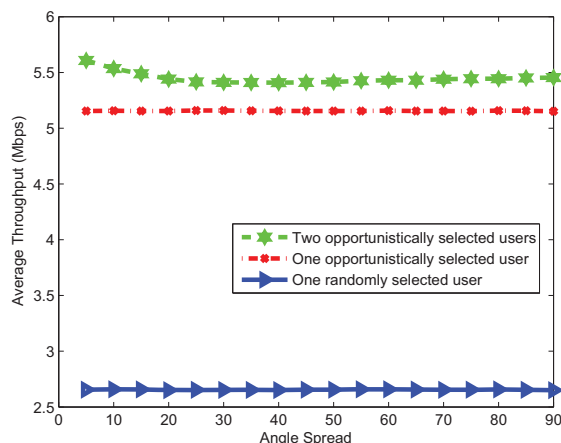 6
5.5
5
4.5
4
3.5
3
2.5
Average Throughput (Mbps)
Two opportunistically selected users
One opportunistically selected user
One randomly selected user
10 20 30 40 50 60 70 80 90
Angle Spread